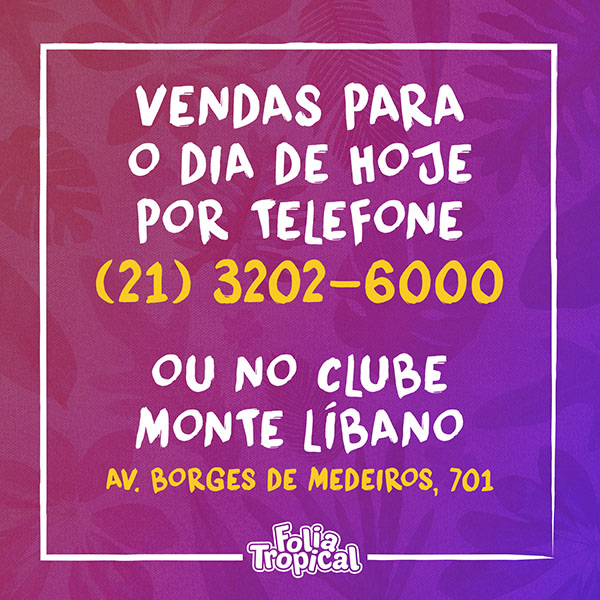 VENDAS PARA
O DIA DE HOJE
POR TELEFONE
(21) 3202-6000
OU NO CLUBE
MONTE LÍBANO
AV. BORGES DE MEDEIROS, 701
Folia
Tropical